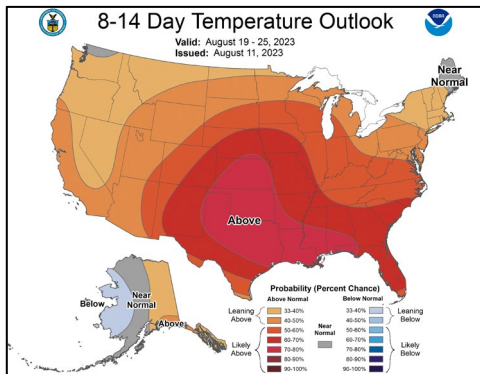 8-14 Day Temperature Outlook
Valid: August 19 - 25, 2023
Issued: August 11, 2023
NOAA
Near
Normal
Above
Below
Near
Normal
Above
Probability (Percent Chance)
Above Normal
Below Normal
Leaning
Above
33-40%
40-50%
Near
Normal
33-40%
40-50%
Leaning
Below
Likely
Above
50-60%
60-70%
70-80%
80-90%
90-100%
50-60%
60-70%
70-80%
80-90%
90-100%
Likely
Below